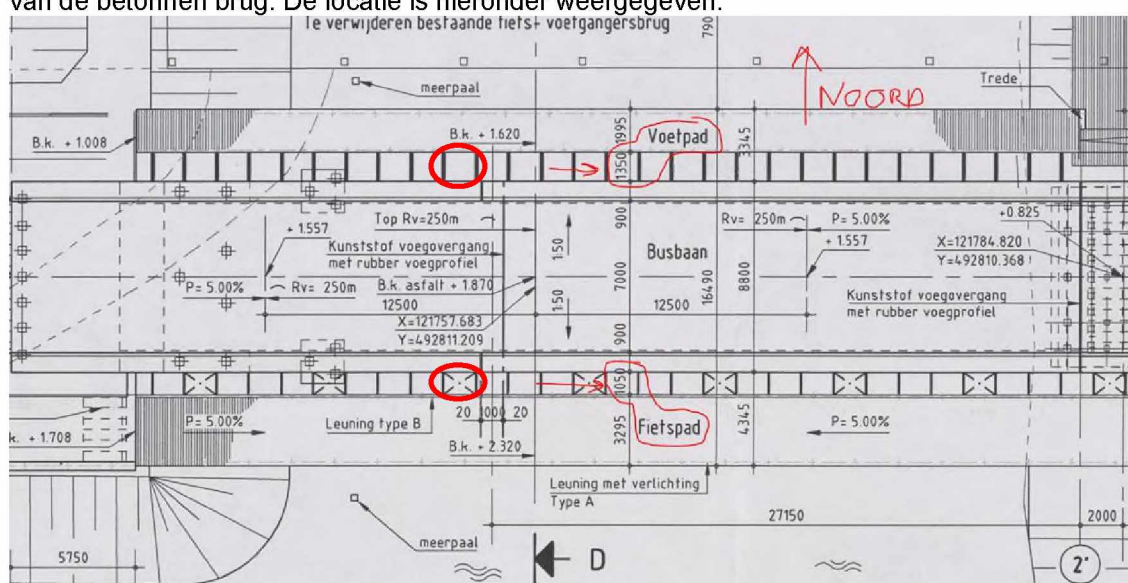 van de betonnen brug. De locatie is hieronder weergegeven.
Te verwijderen bestaande fiets+ voetgangersbrug
790
NOORD
meerpaal
Trede
B.k. + 1.008
B.k. + 1.620
Voetpad
1995
1350
3345
900
Top Rv=250m
Rv= 250m
P= 5.00%
+0.825
+ 1.557
Kunststof voegovergang
met rubber voegprofiel
1:50
Busbaan
+ 1.557
X=121784.820
Y=492810.368
P= 5.00%
Rv= 250m
B.k. asfalt + 1.870
7000
16490
8800
12500
12500
Kunststof voegovergang
met rubber voegprofiel
X=121757.683
Y=492811.209
1:50
900
1050
P= 5.00%
Leuning type B
20 1000 20
3295
Fietspad
4345
P= 5.00%
k. + 1.708
B.k. + 2.320
Leuning met verlichting
Type A
27150
2000
meerpaal
5750
D
2'